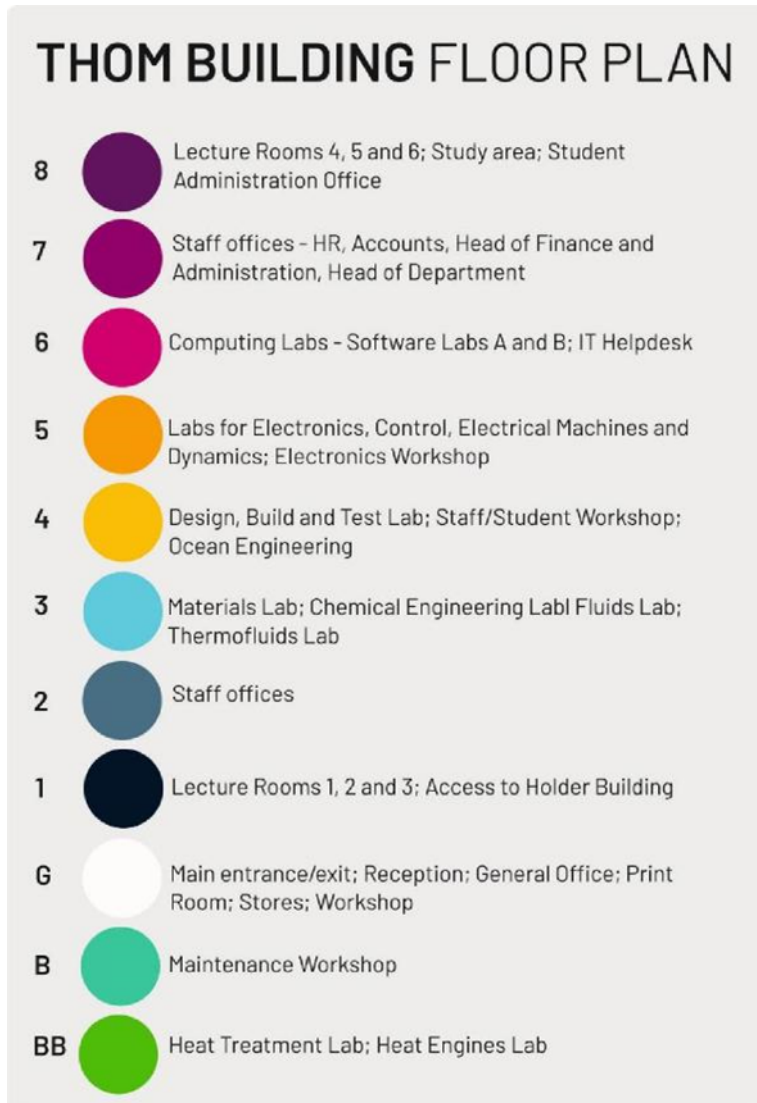 THOM BUILDING FLOOR PLAN
8
Lecture Rooms 4, 5 and 6; Study area; Student
Administration Office
7
Staff offices - HR, Accounts, Head of Finance and
Administration, Head of Department
6
Computing Labs - Software Labs A and B; IT Helpdesk
5
Labs for Electronics, Control, Electrical Machines and
Dynamics; Electronics Workshop
4
Design, Build and Test Lab; Staff/Student Workshop;
Ocean Engineering
3
Materials Lab; Chemical Engineering Labl Fluids Lab;
Thermofluids Lab
2
Staff offices
1
Lecture Rooms 1, 2 and 3; Access to Holder Building
G
Main entrance/exit; Reception; General Office; Print
Room; Stores; Workshop
B
Maintenance Workshop
BB
Heat Treatment Lab; Heat Engines Lab